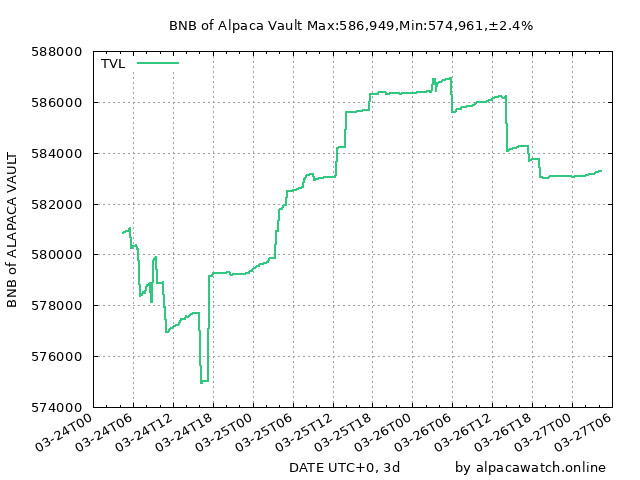 BNB of Alpaca Vault Max:586,949,Min:574,961,±2.4%
TVL
588000
586000
584000
582000
580000
578000
576000
574000
BNB of ALAPACA VAULT
03-24T00
03-24T06
03-24T12
03-24T18
03-25T00
03-25T06
03-25T12
03-25T18
03-26T00
03-26T06
03-26T12
03-26T18
03-27T00
03-27T06
DATE UTC+0, 3d
by alpacawatch.online